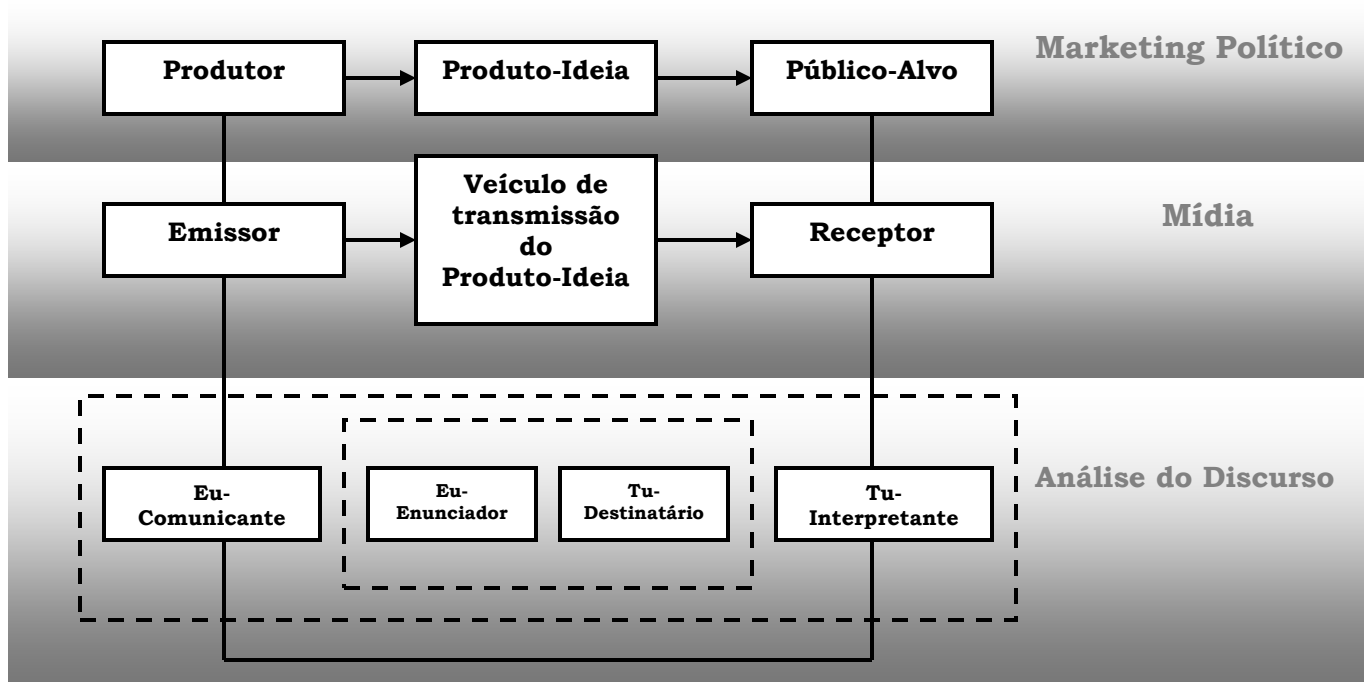 Marketing Político
Produtor
Produto-Ideia
Público-Alvo
Mídia
Emissor
Veículo de
transmissão
do
Produto-Ideia
Receptor
Análise do Discurso
Eu-
Comunicante
Eu-
Enunciador
Tu-
Destinatário
Tu-
Interpretante